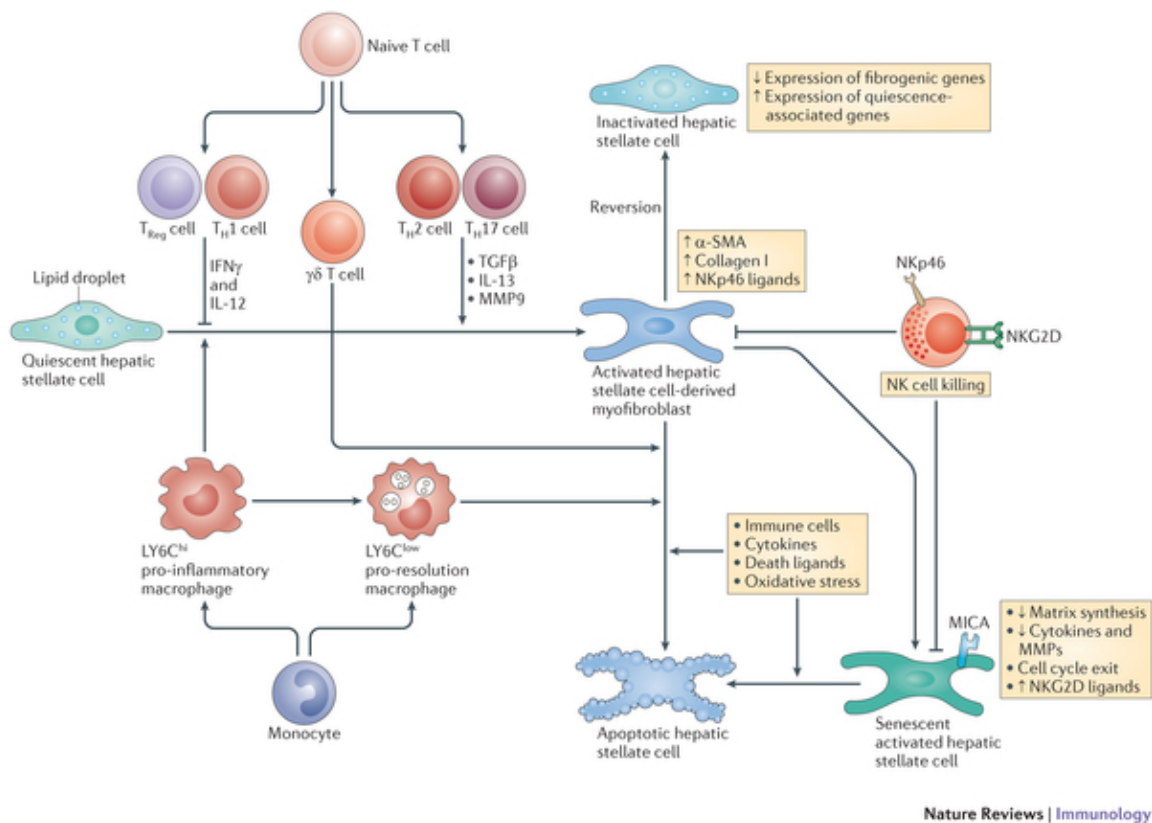 Naive T cell
↓ Expression of fibrogenic genes
↑ Expression of quiescence-
associated genes
Inactivated hepatic
stellate cell
Reversion
TReg cell
TH1 cell
TH2 cell
TH17 cell
γδ T cell
IFNγ
and
IL-12
• TGFβ
• IL-13
• MMP9
↑ α-SMA
↑ Collagen I
↑ NKp46 ligands
NKp46
NKG2D
NK cell killing
Lipid droplet
Quiescent hepatic
stellate cell
Activated hepatic
stellate cell-derived
myofibroblast
LY6Chi
pro-inflammatory
macrophage
LY6Clow
pro-resolution
macrophage
• Immune cells
• Cytokines
• Death ligands
• Oxidative stress
MICA
• ↓ Matrix synthesis
• ↓ Cytokines and
MMPs
• Cell cycle exit
• ↑ NKG2D ligands
Monocyte
Apoptotic hepatic
stellate cell
Senescent
activated hepatic
stellate cell
Nature Reviews | Immunology